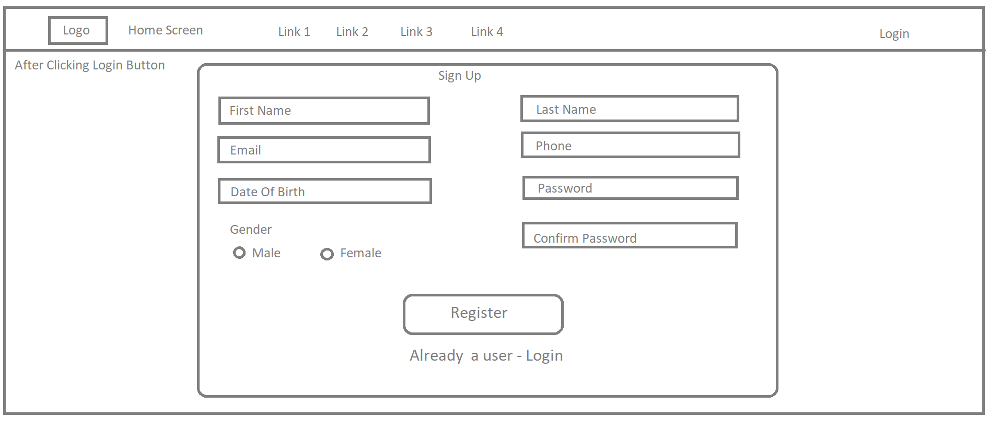 Logo
Home Screen
Link 1
Link 2
Link 3
Link 4
Login
After Clicking Login Button
Sign Up
First Name
Last Name
Email
Phone
Date Of Birth
Password
Gender
Confirm Password
Male
Female
Register
Already a user - Login